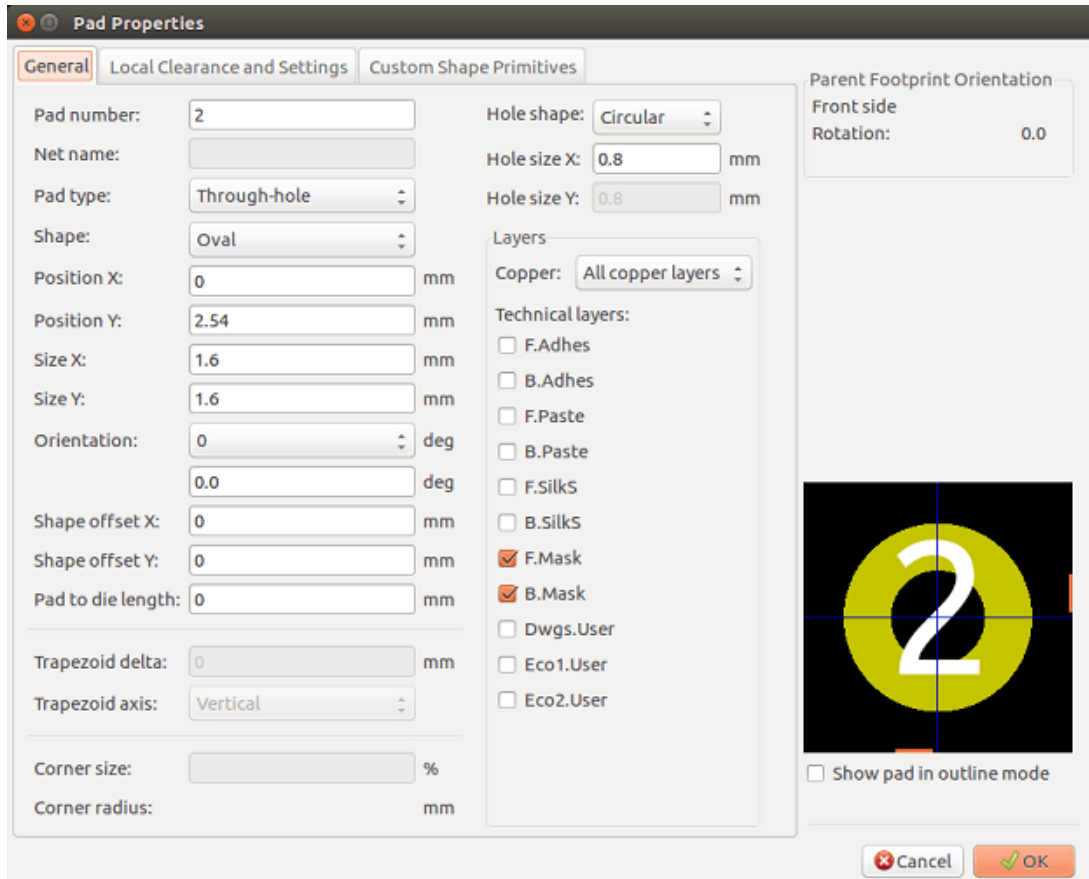 Pad Properties
General
Local Clearance and Settings
Custom Shape Primitives
Pad number: 2
Net name:
Pad type: Through-hole
Shape: Oval
Position X: 0 mm
Position Y: 2.54 mm
Size X: 1.6 mm
Size Y: 1.6 mm
Orientation: 0 deg
0.0 deg
Shape offset X: 0 mm
Shape offset Y: 0 mm
Pad to die length: 0 mm
Trapezoid delta: 0 mm
Trapezoid axis: Vertical
Corner size: %
Corner radius: mm
Hole shape: Circular
Hole size X: 0.8 mm
Hole size Y: 0.8 mm
Layers
Copper: All copper layers
Technical layers:
F.Adhes
B.Adhes
F.Paste
B.Paste
F.SilkS
B.SilkS
F.Mask
B.Mask
Dwgs.User
Eco1.User
Eco2.User
Parent Footprint Orientation
Front side
Rotation: 0.0
2
Show pad in outline mode
Cancel
OK